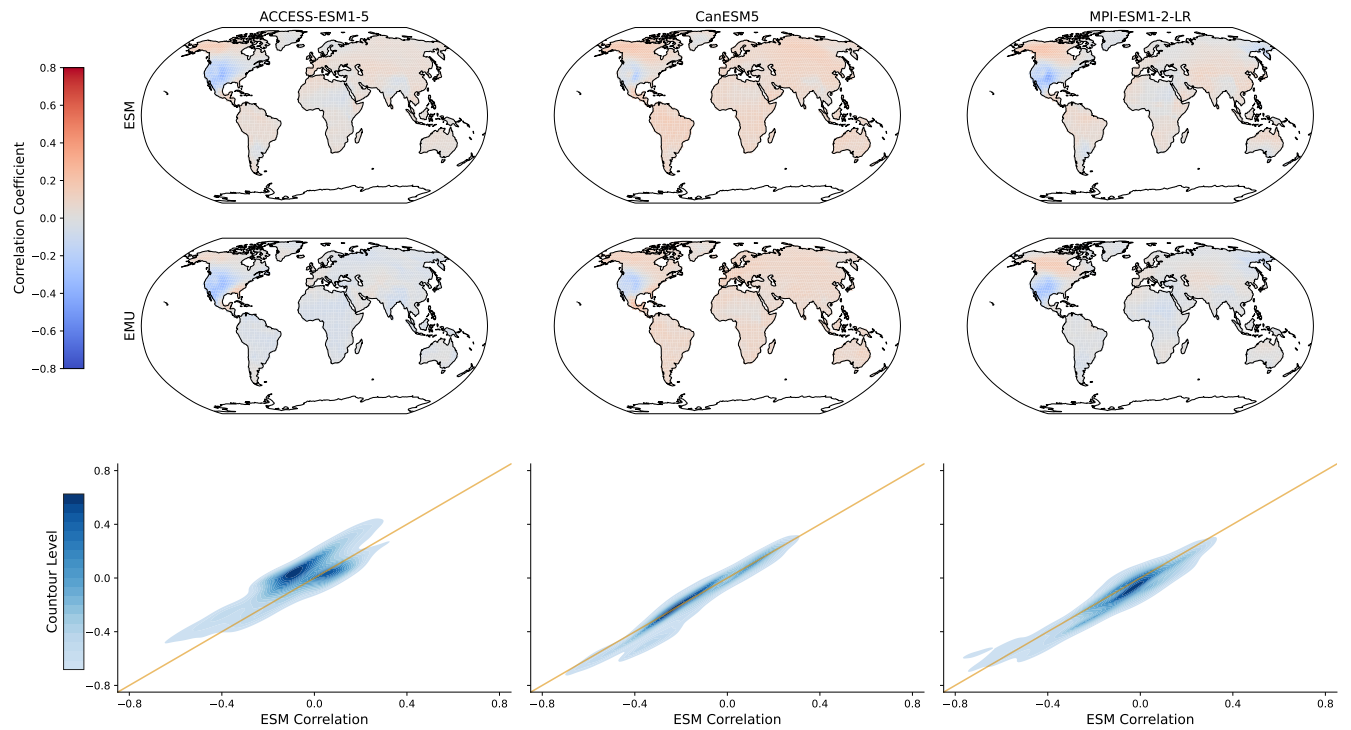 ACCESS-ESM1-5
CanESM5
MPI-ESM1-2-LR
Correlation Coefficient
0.8
0.6
0.4
0.2
0.0
−0.2
−0.4
−0.6
−0.8
ESM
EMU
Countour Level
0.8
0.4
0.0
−0.4
−0.8
−0.8 −0.4 0.0 0.4 0.8
ESM Correlation
−0.8 −0.4 0.0 0.4 0.8
ESM Correlation
−0.8 −0.4 0.0 0.4 0.8
ESM Correlation